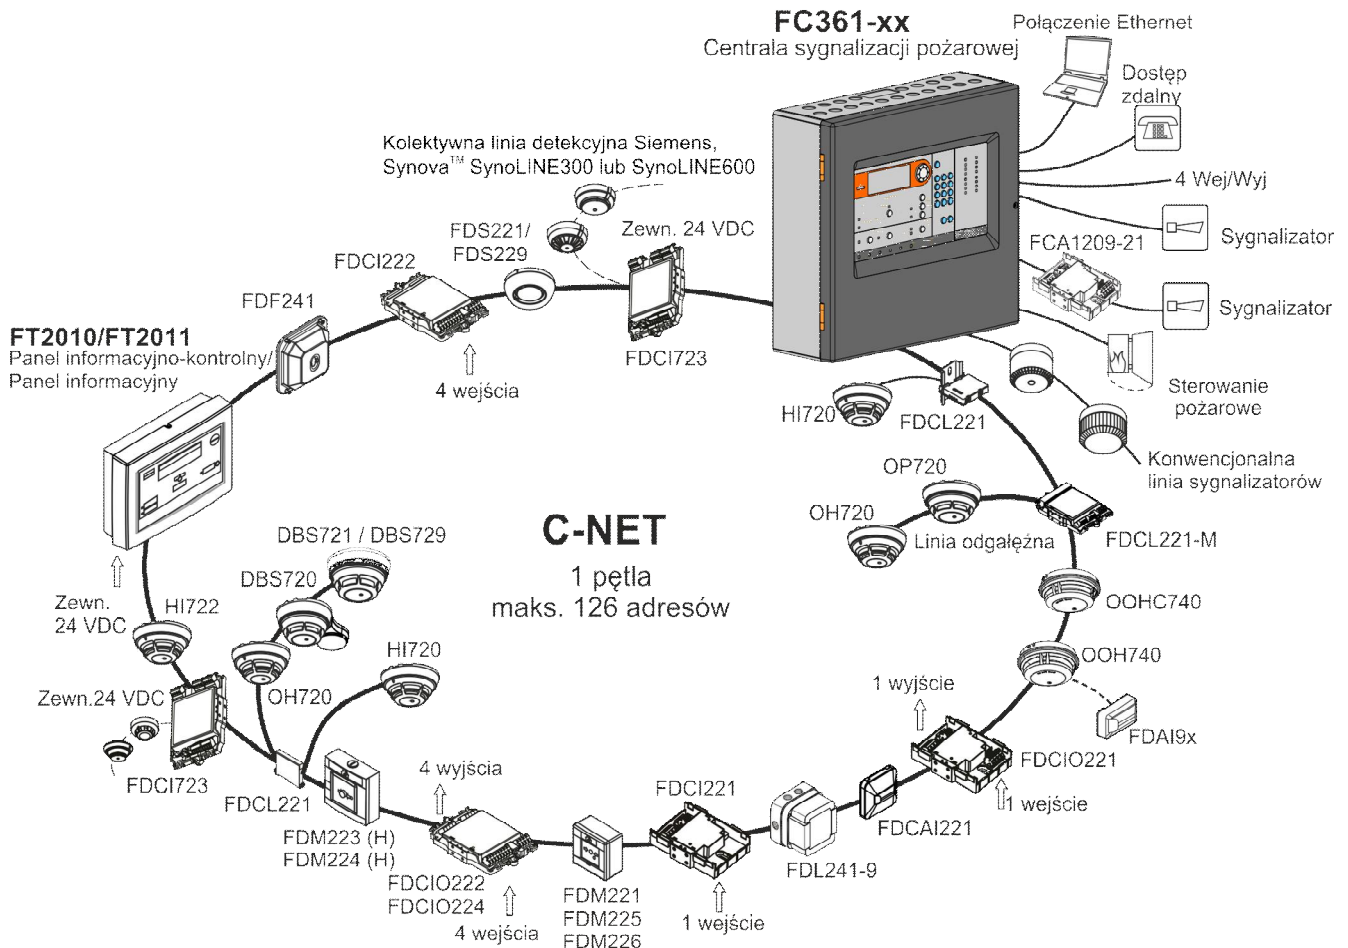 FC361-xx
Centrala sygnalizacji pożarowej
Połączenie Ethernet
Dostęp
zdalny
4 Wej/Wyj
Sygnalizator
FCA1209-21
Sygnalizator
Sterowanie
pożarowe
Konwencjonalna
linia sygnalizatorów
Kolektywna linia detekcyjna Siemens,
Synova™ SynoLINE300 lub SynoLINE600
FDS221/
FDS229
Zewn. 24 VDC
FDCI222
FDF241
FDCI723
4 wejścia
FT2010/FT2011
Panel informacyjno-kontrolny/
Panel informacyjny
HI720
FDCL221
OP720
OH720
Linia odgałęźna
FDCL221-M
C-NET
1 pętla
maks. 126 adresów
DBS721 / DBS729
DBS720
Zewn.
24 VDC
HI722
HI720
OH720
OOHC740
OOH740
FDAI9x
Zewn.24 VDC
FDCI723
FDCL221
FDM223 (H)
FDM224 (H)
4 wyjścia
FDCIO222
FDCIO224
4 wejścia
FDM221
FDM225
FDM226
FDCI221
1 wejście
FDL241-9
FDCAI221
1 wyjście
FDCIO221
1 wejście